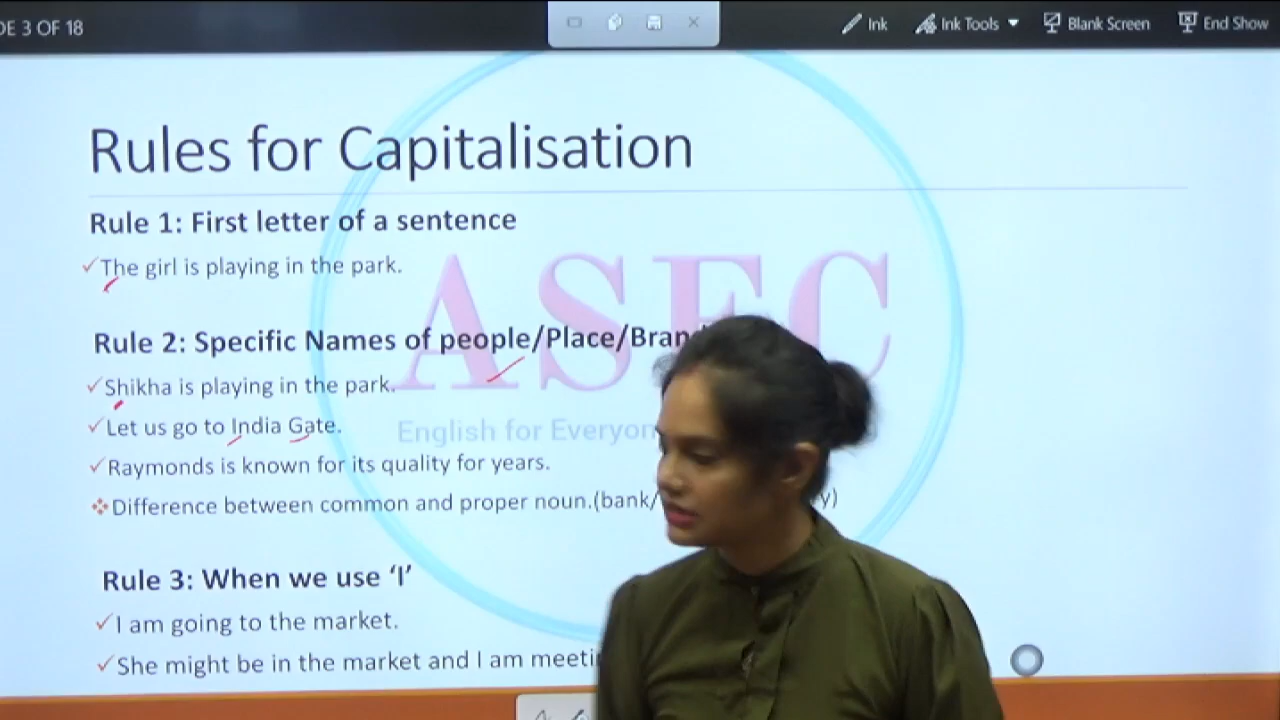 DE 3 OF 18
Ink
Ink Tools
Blank Screen
End Show
Rules for Capitalisation
Rule 1: First letter of a sentence
The girl is playing in the park.
ASEC
Rule 2: Specific Names of people/Place/Bran
Shikha is playing in the park.
Let us go to India Gate.
English for Everyon
Raymonds is known for its quality for years.
Difference between common and proper noun.(bank/ y)
Rule 3: When we use ‘I’
I am going to the market.
She might be in the market and I am meeti